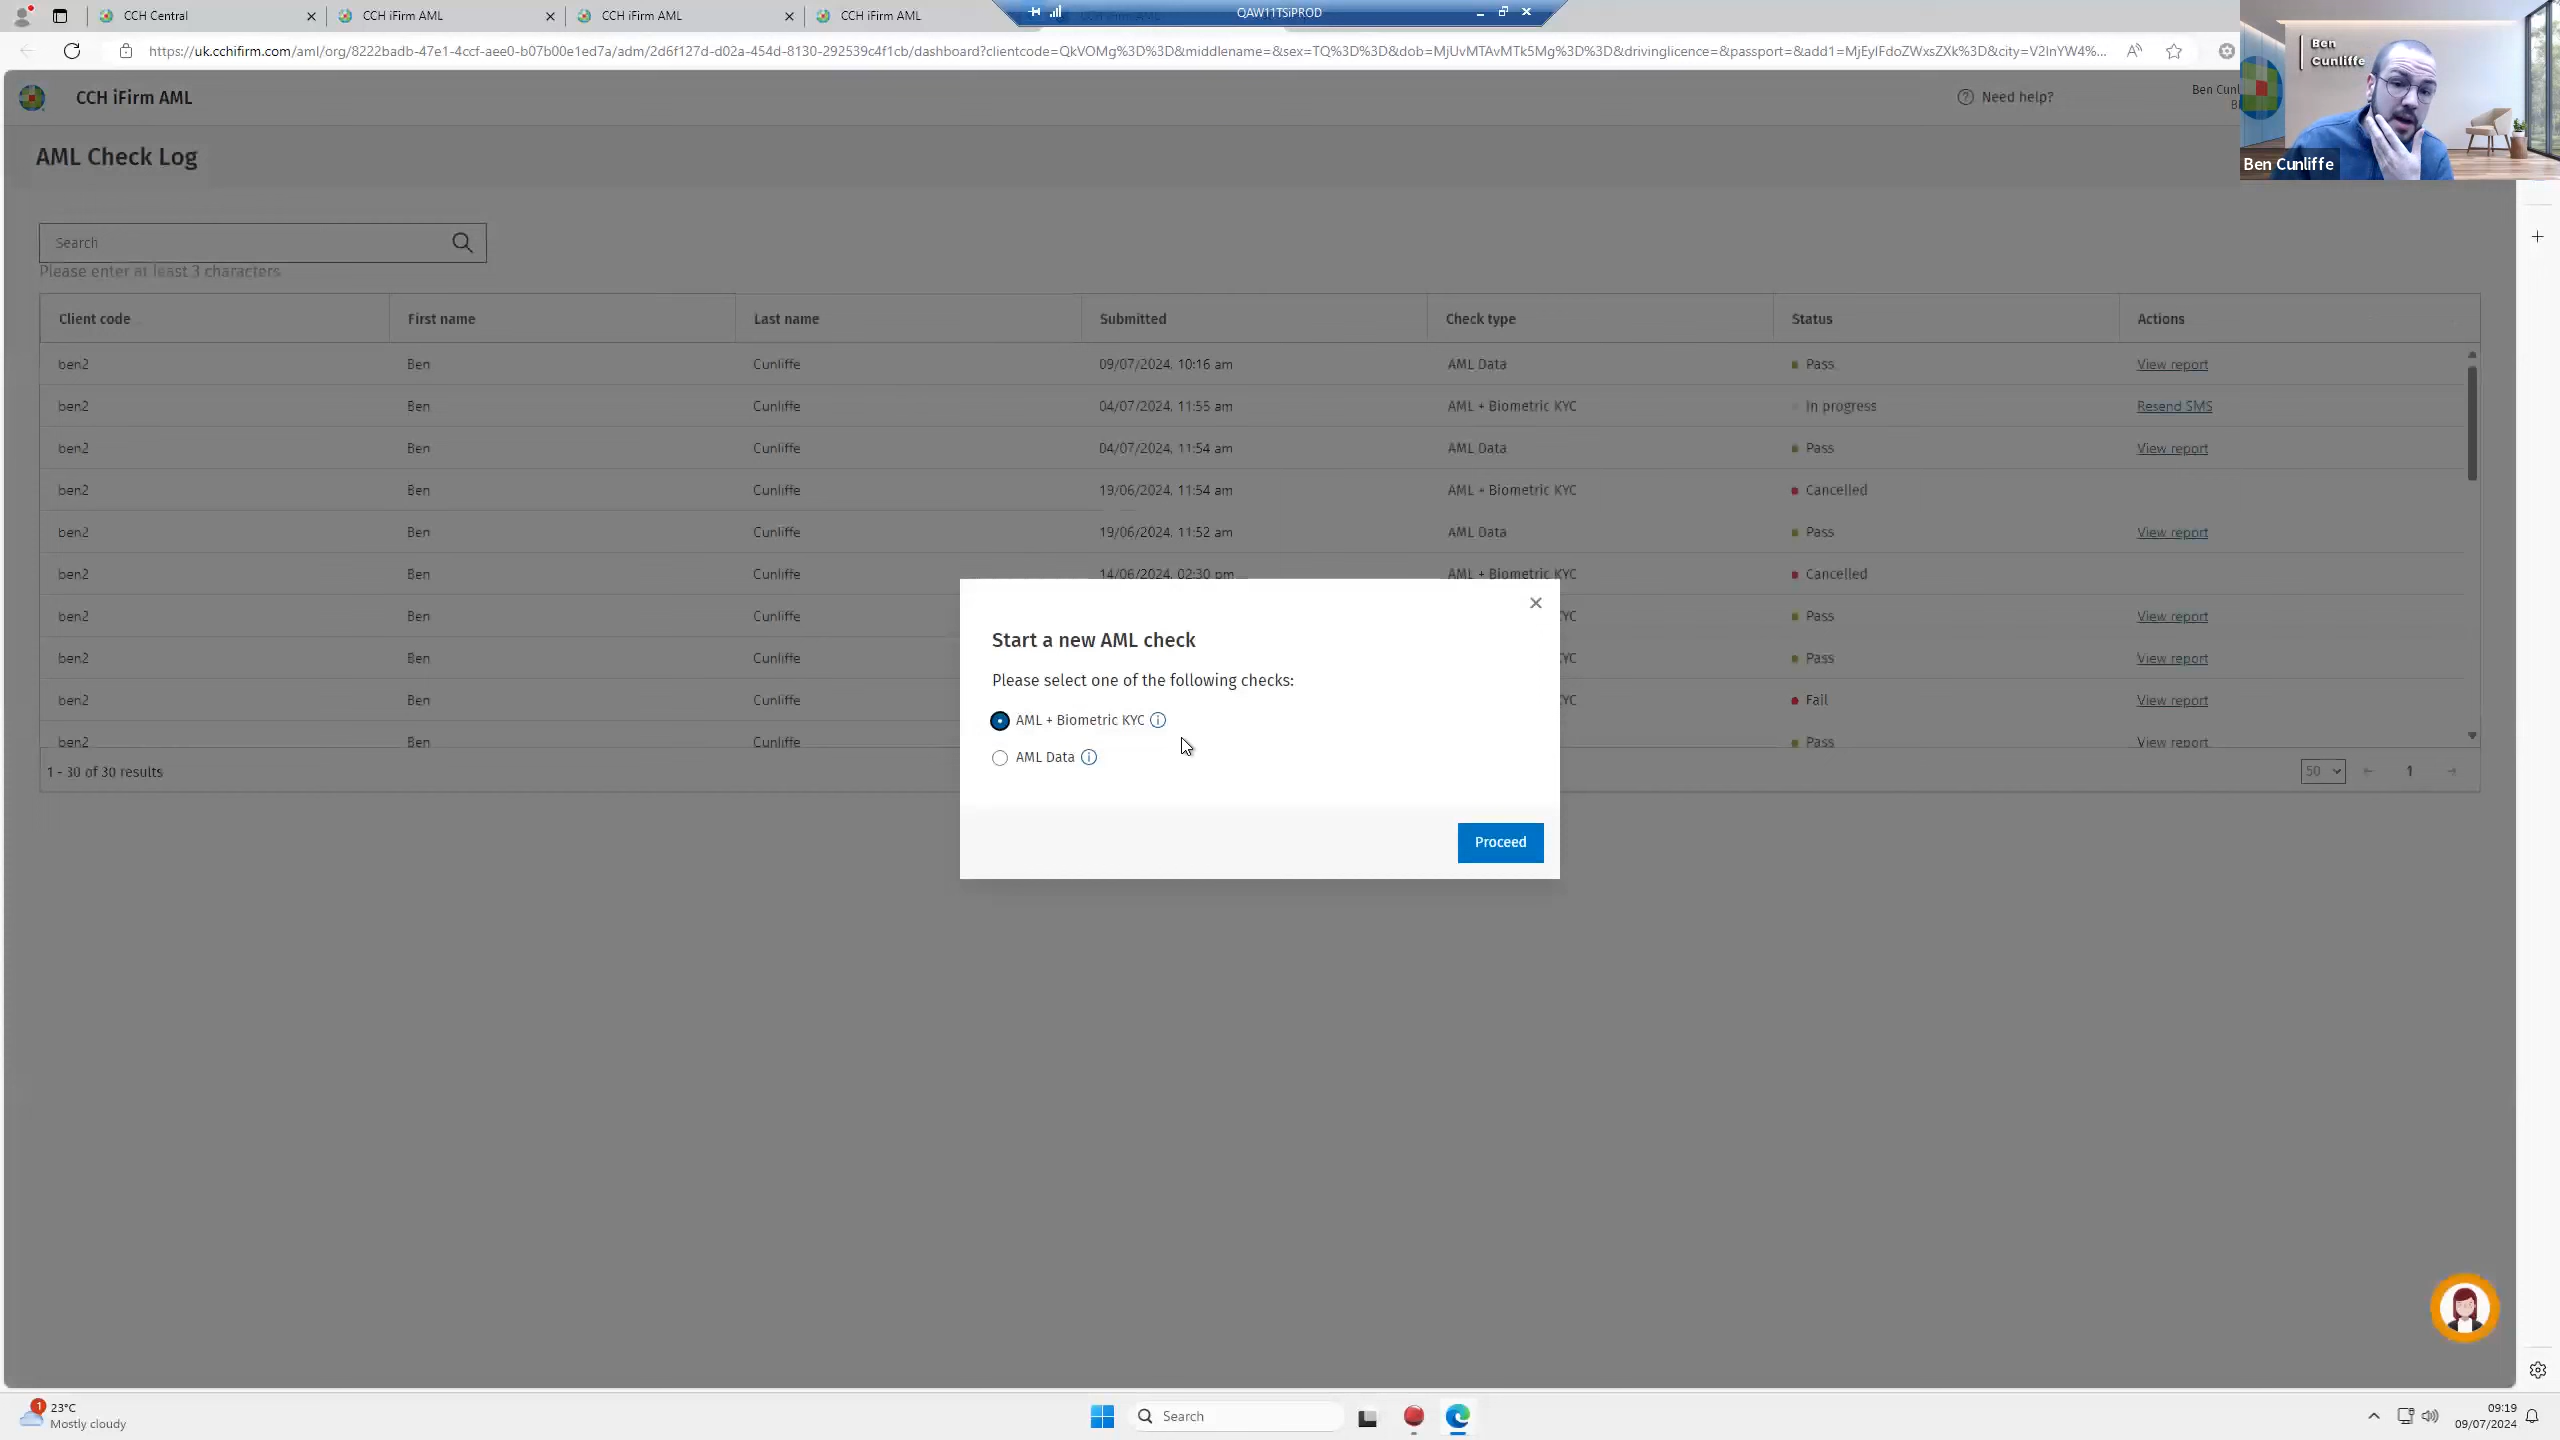 CCH Central
CCH iFirm AML
CCH iFirm AML
CCH iFirm AML
CCH iFirm AML
QAW11TSiPROD
https://uk.cchifirm.com/aml/org/8222badb-47e1-4ccf-aee0-b07b00e1ed7a/adm/2d6f127d-d02a-454d-8130-292539c4f1cb/dashboard?clientcode=QkVOMg%3D%3D&middlename=&sex=TQ%3D%3D&dob=MjUvMTAvMTk5Mg%3D%3D&drivinglicence=&passport=&add1=MjEyIFdoZWxsZXk%3D&city=V2lnYW4%...
CCH iFirm AML
Need help?
Ben Cunl
Ben
Cunliffe
Ben Cunliffe
AML Check Log
Search
Please enter at least 3 characters
Client code First name Last name Submitted Check type Status Actions
ben2 Ben Cunliffe 09/07/2024, 10:16 am AML Data Pass View report
ben2 Ben Cunliffe 04/07/2024, 11:55 am AML + Biometric KYC In progress Resend SMS
ben2 Ben Cunliffe 04/07/2024, 11:54 am AML Data Pass View report
ben2 Ben Cunliffe 19/06/2024, 11:54 am AML + Biometric KYC Cancelled
ben2 Ben Cunliffe 19/06/2024, 11:52 am AML Data Pass View report
ben2 Ben Cunliffe 14/06/2024, 02:30 pm AML + Biometric KYC Cancelled
ben2 Ben Cunliffe YC Pass View report
ben2 Ben Cunliffe YC Pass View report
ben2 Ben Cunliffe YC Fail View report
ben2 Ben Cunliffe Pass View report
1 - 30 of 30 results
50
1
Start a new AML check
Please select one of the following checks:
AML + Biometric KYC
AML Data
Proceed
1
23°C
Mostly cloudy
Search
09:19
09/07/2024